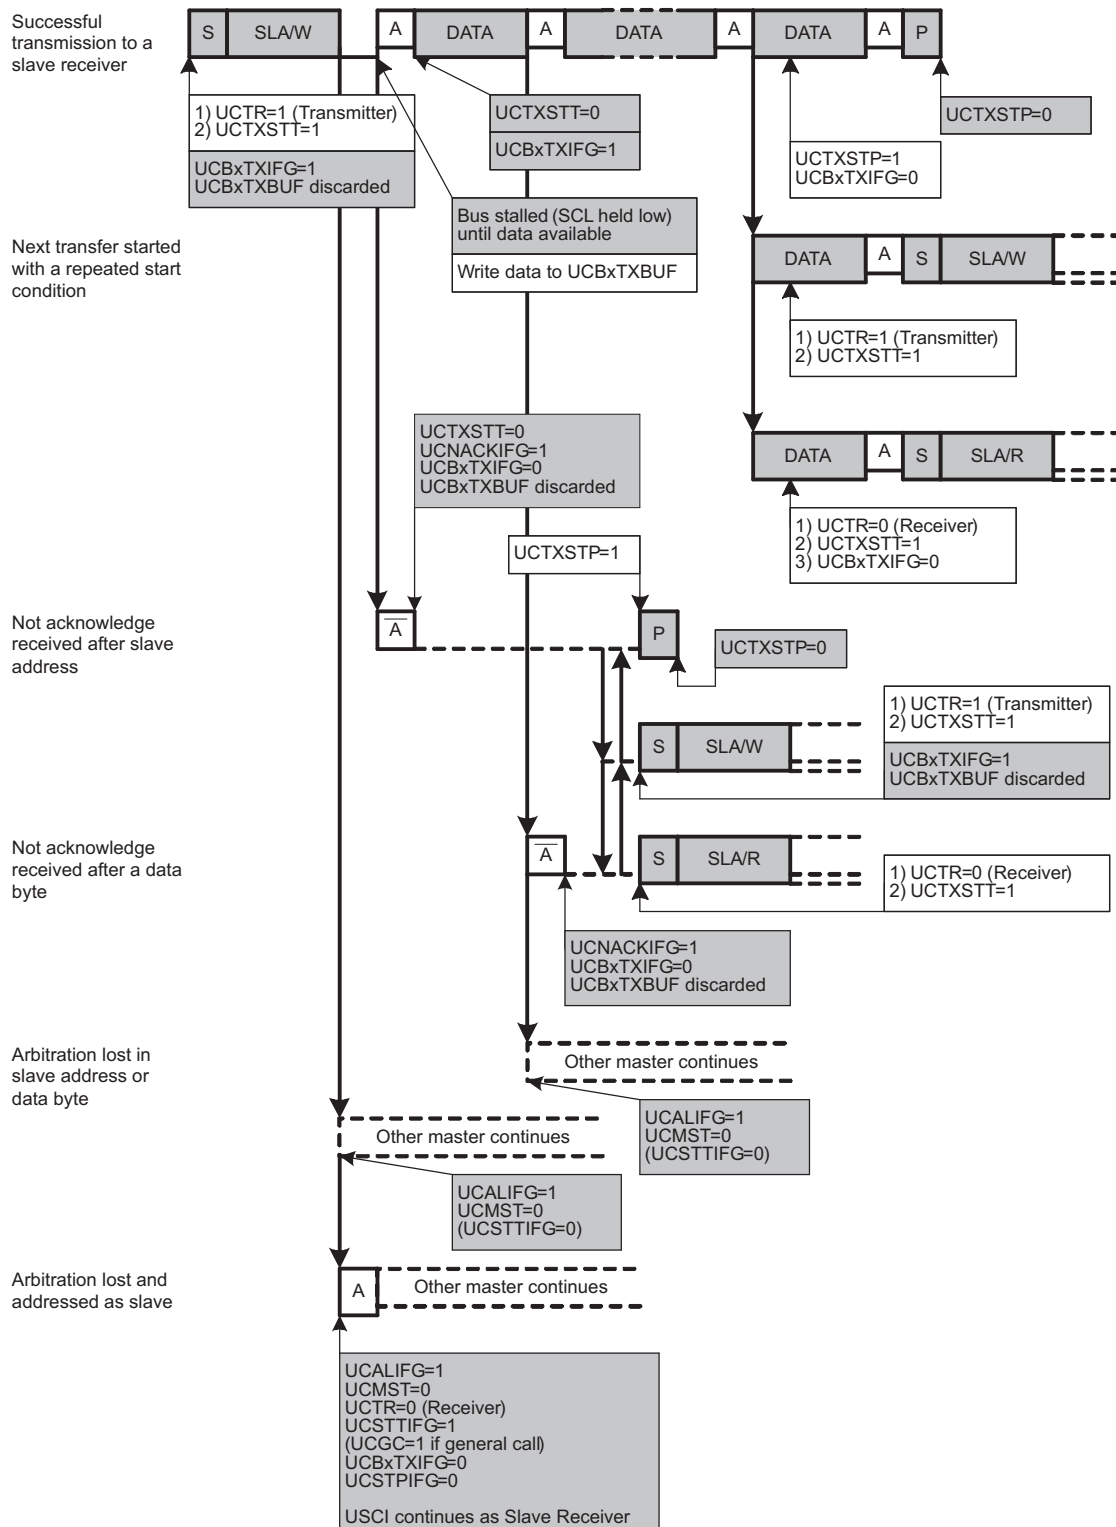 Successful
transmission to a
slave receiver
S SLA/W A DATA A DATA A DATA A P
1) UCTR=1 (Transmitter)
2) UCTXSTT=1
UCBxTXIFG=1
UCBxTXBUF discarded
UCTXSTT=0
UCBxTXIFG=1
UCTXSTP=0
UCTXSTP=1
UCBxTXIFG=0
Bus stalled (SCL held low)
until data available
Write data to UCBxTXBUF
Next transfer started
with a repeated start
condition
DATA A S SLA/W
1) UCTR=1 (Transmitter)
2) UCTXSTT=1
DATA A S SLA/R
1) UCTR=0 (Receiver)
2) UCTXSTT=1
3) UCBxTXIFG=0
UCTXSTT=0
UCNACKIFG=1
UCBxTXIFG=0
UCBxTXBUF discarded
UCTXSTP=1
Not acknowledge
received after slave
address
A̅ P
UCTXSTP=0
S SLA/W
1) UCTR=1 (Transmitter)
2) UCTXSTT=1
UCBxTXIFG=1
UCBxTXBUF discarded
Not acknowledge
received after a data
byte
A̅ S SLA/R
1) UCTR=0 (Receiver)
2) UCTXSTT=1
UCNACKIFG=1
UCBxTXIFG=0
UCBxTXBUF discarded
Arbitration lost in
slave address or
data byte
Other master continues
UCALIFG=1
UCMST=0
(UCSTTIFG=0)
Other master continues
UCALIFG=1
UCMST=0
(UCSTTIFG=0)
Arbitration lost and
addressed as slave
A Other master continues
UCALIFG=1
UCMST=0
UCTR=0 (Receiver)
UCSTTIFG=1
(UCGC=1 if general call)
UCBxTXIFG=0
UCSTPIFG=0
USCI continues as Slave Receiver